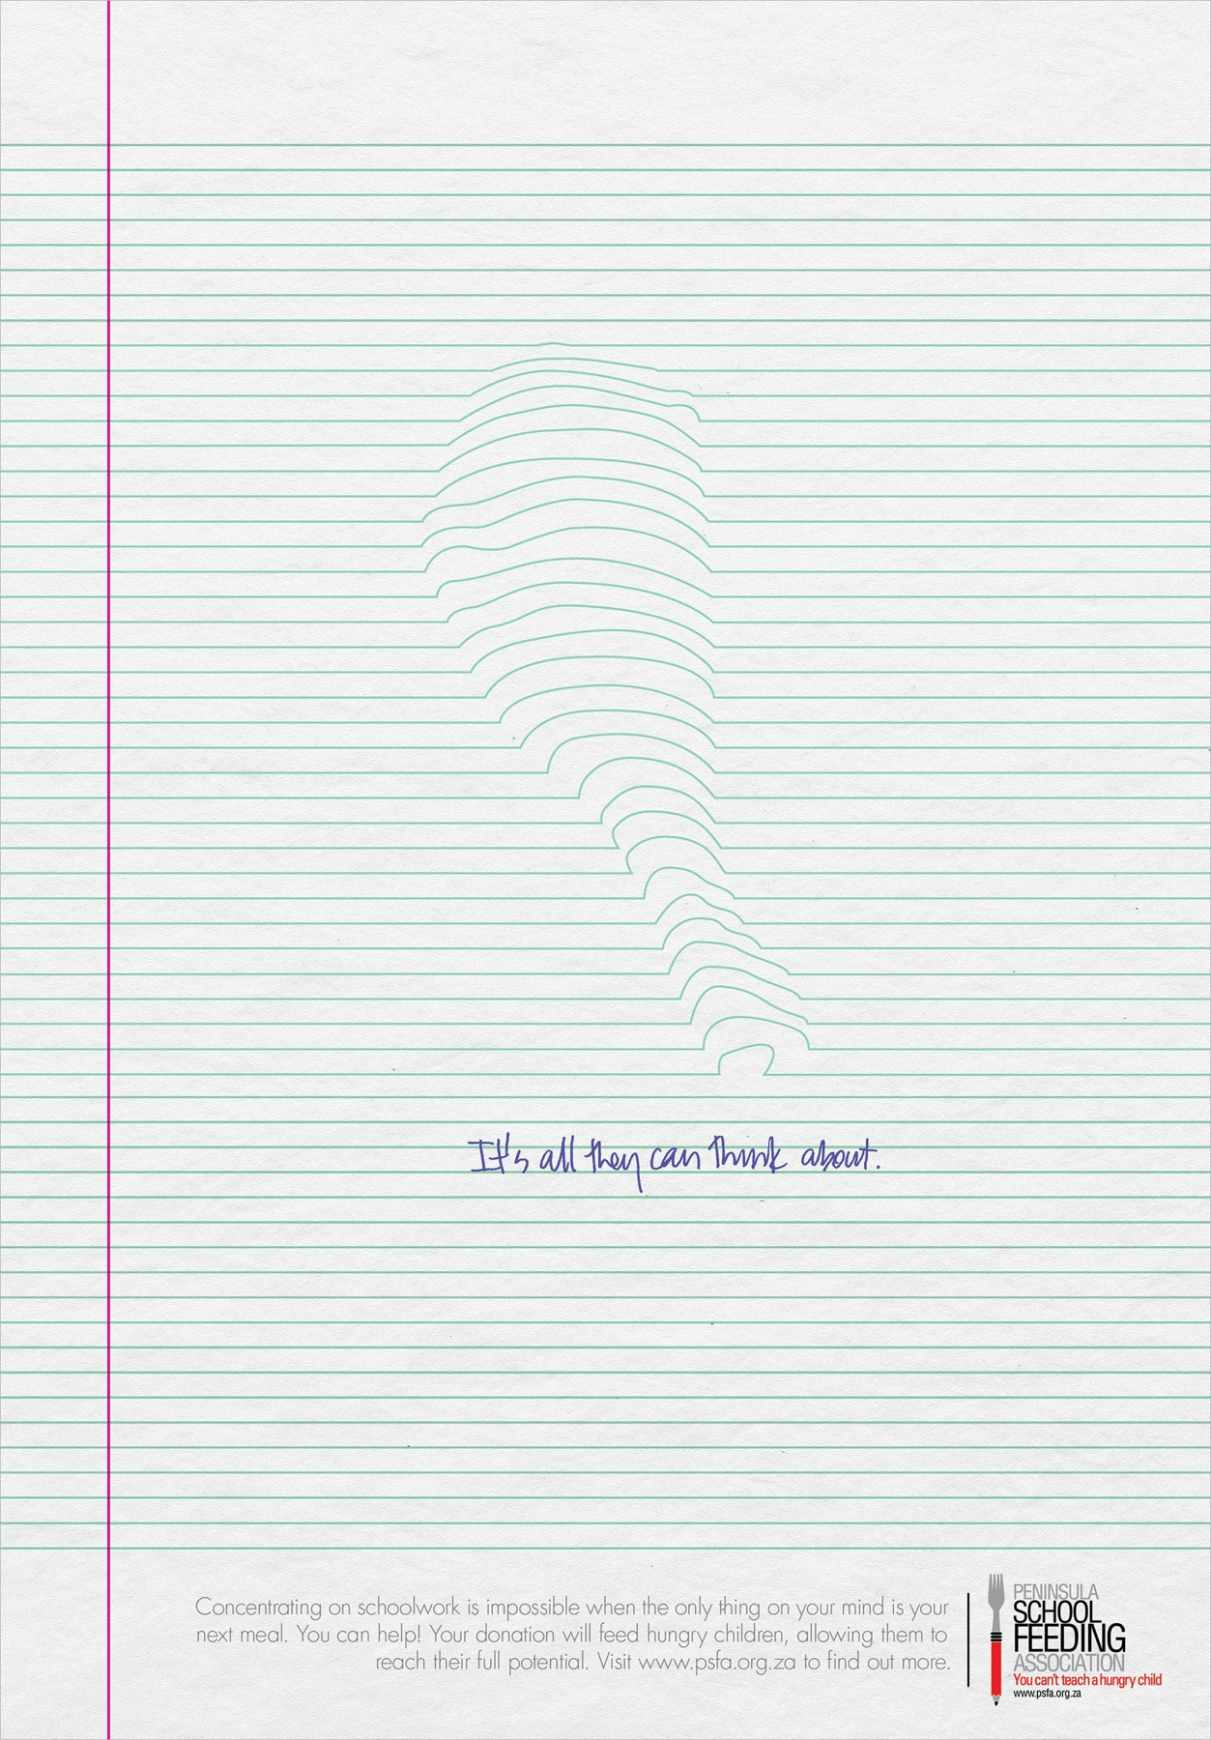 It's all they can think about.
Concentrating on schoolwork is impossible when the only thing on your mind is your
next meal. You can help! Your donation will feed hungry children, allowing them to
reach their full potential. Visit www.psfa.org.za to find out more.
PENINSULA
SCHOOL
FEEDING
ASSOCIATION
You can't teach a hungry child
www.psfa.org.za